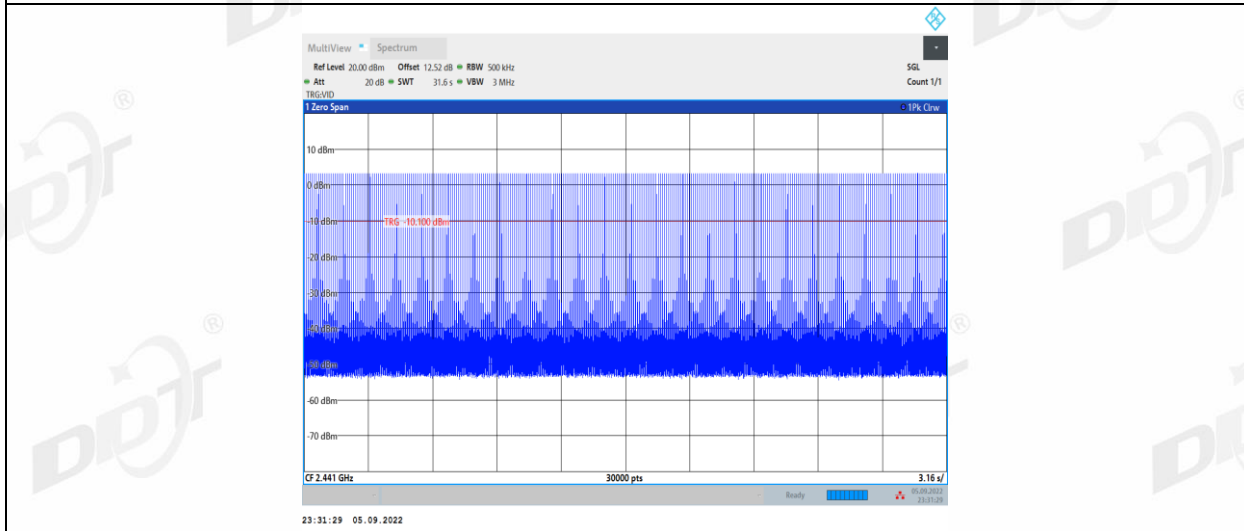 MultiView Spectrum
Ref Level 20.00 dBm Offset 12.52 dB RBW 500 kHz SGL
Att 20 dB SWT 31.6 s VBW 3 MHz Count 1/1
TRG:VID
1 Zero Span 1Pk Clrw
10 dBm
0 dBm
-10 dBm
TRG -10.100 dBm
-20 dBm
-30 dBm
-40 dBm
-50 dBm
-60 dBm
-70 dBm
CF 2.441 GHz 30000 pts 3.16 s/
Ready 05.09.2022
23:31:29
23:31:29 05.09.2022
DDT®
DDT®
DDT®
DDT